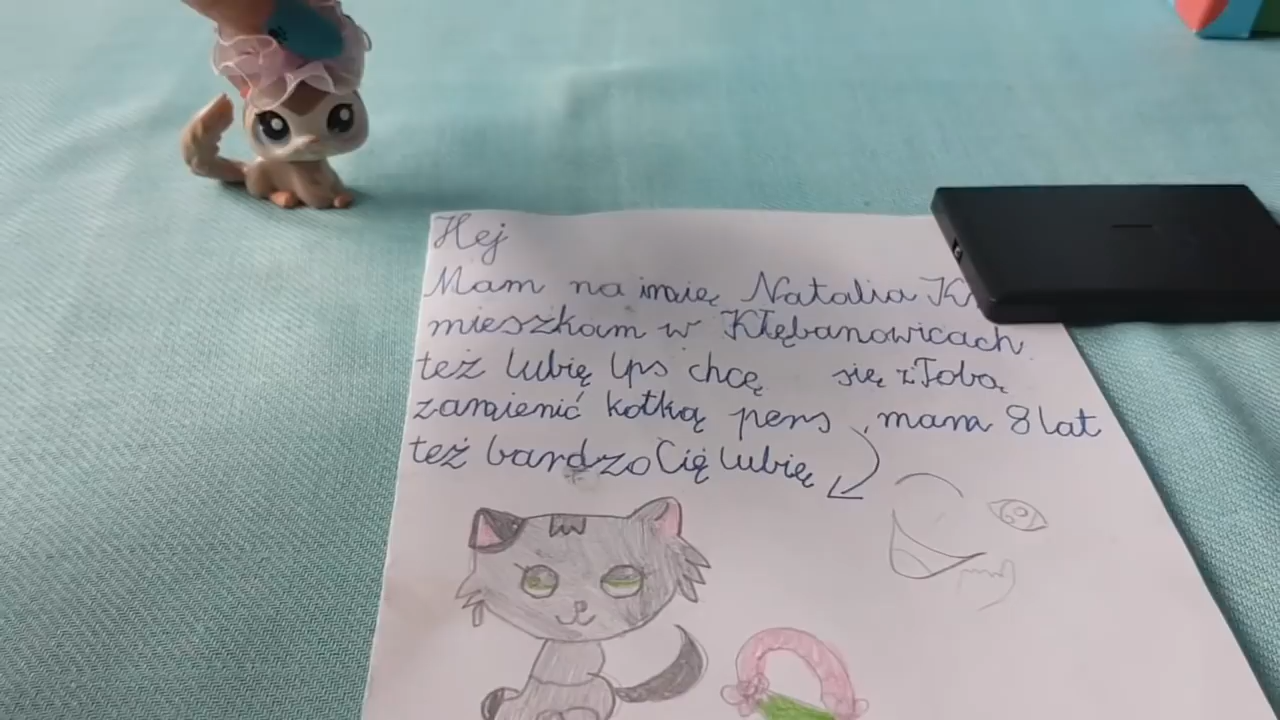 Hej
Mam na imię Natalia K
mieszkam w Kłębanowicach
też lubię lps chcę się z Tobą
zamienić kotką pers, mam 8 lat
też bardzo Cię lubię